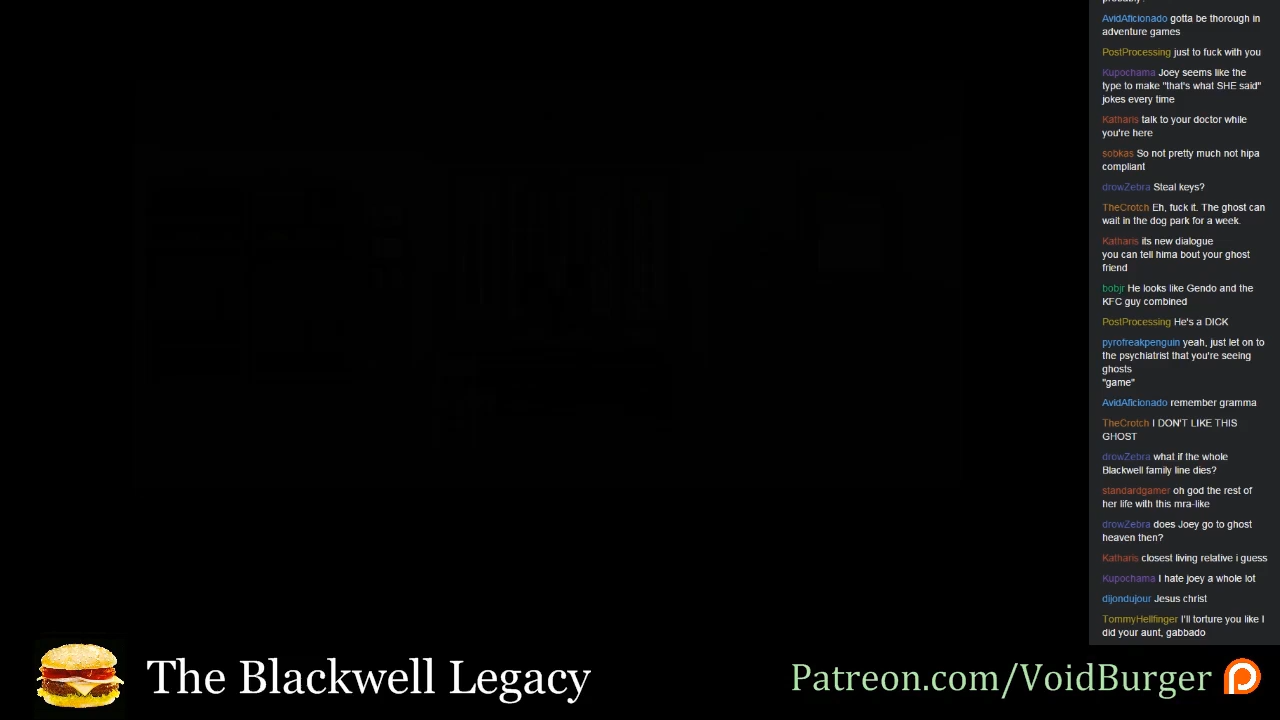 AvidAficionado gotta be thorough in
adventure games
PostProcessing just to fuck with you
Kupochama Joey seems like the
type to make "that's what SHE said"
jokes every time
Katharis talk to your doctor while
you're here
sobkas So not pretty much not hipa
compliant
drowZebra Steal keys?
TheCrotch Eh, fuck it. The ghost can
wait in the dog park for a week.
Katharis its new dialogue
you can tell hima bout your ghost
friend
bobjr He looks like Gendo and the
KFC guy combined
PostProcessing He's a DICK
pyrofreakpenguin yeah, just let on to
the psychiatrist that you're seeing
ghosts
"game"
AvidAficionado remember gramma
TheCrotch I DON'T LIKE THIS
GHOST
drowZebra what if the whole
Blackwell family line dies?
standardgamer oh god the rest of
her life with this mra-like
drowZebra does Joey go to ghost
heaven then?
Katharis closest living relative i guess
Kupochama I hate joey a whole lot
dijondujour Jesus christ
TommyHellfinger I'll torture you like I
did your aunt, gabbado
The Blackwell Legacy
Patreon.com/VoidBurger